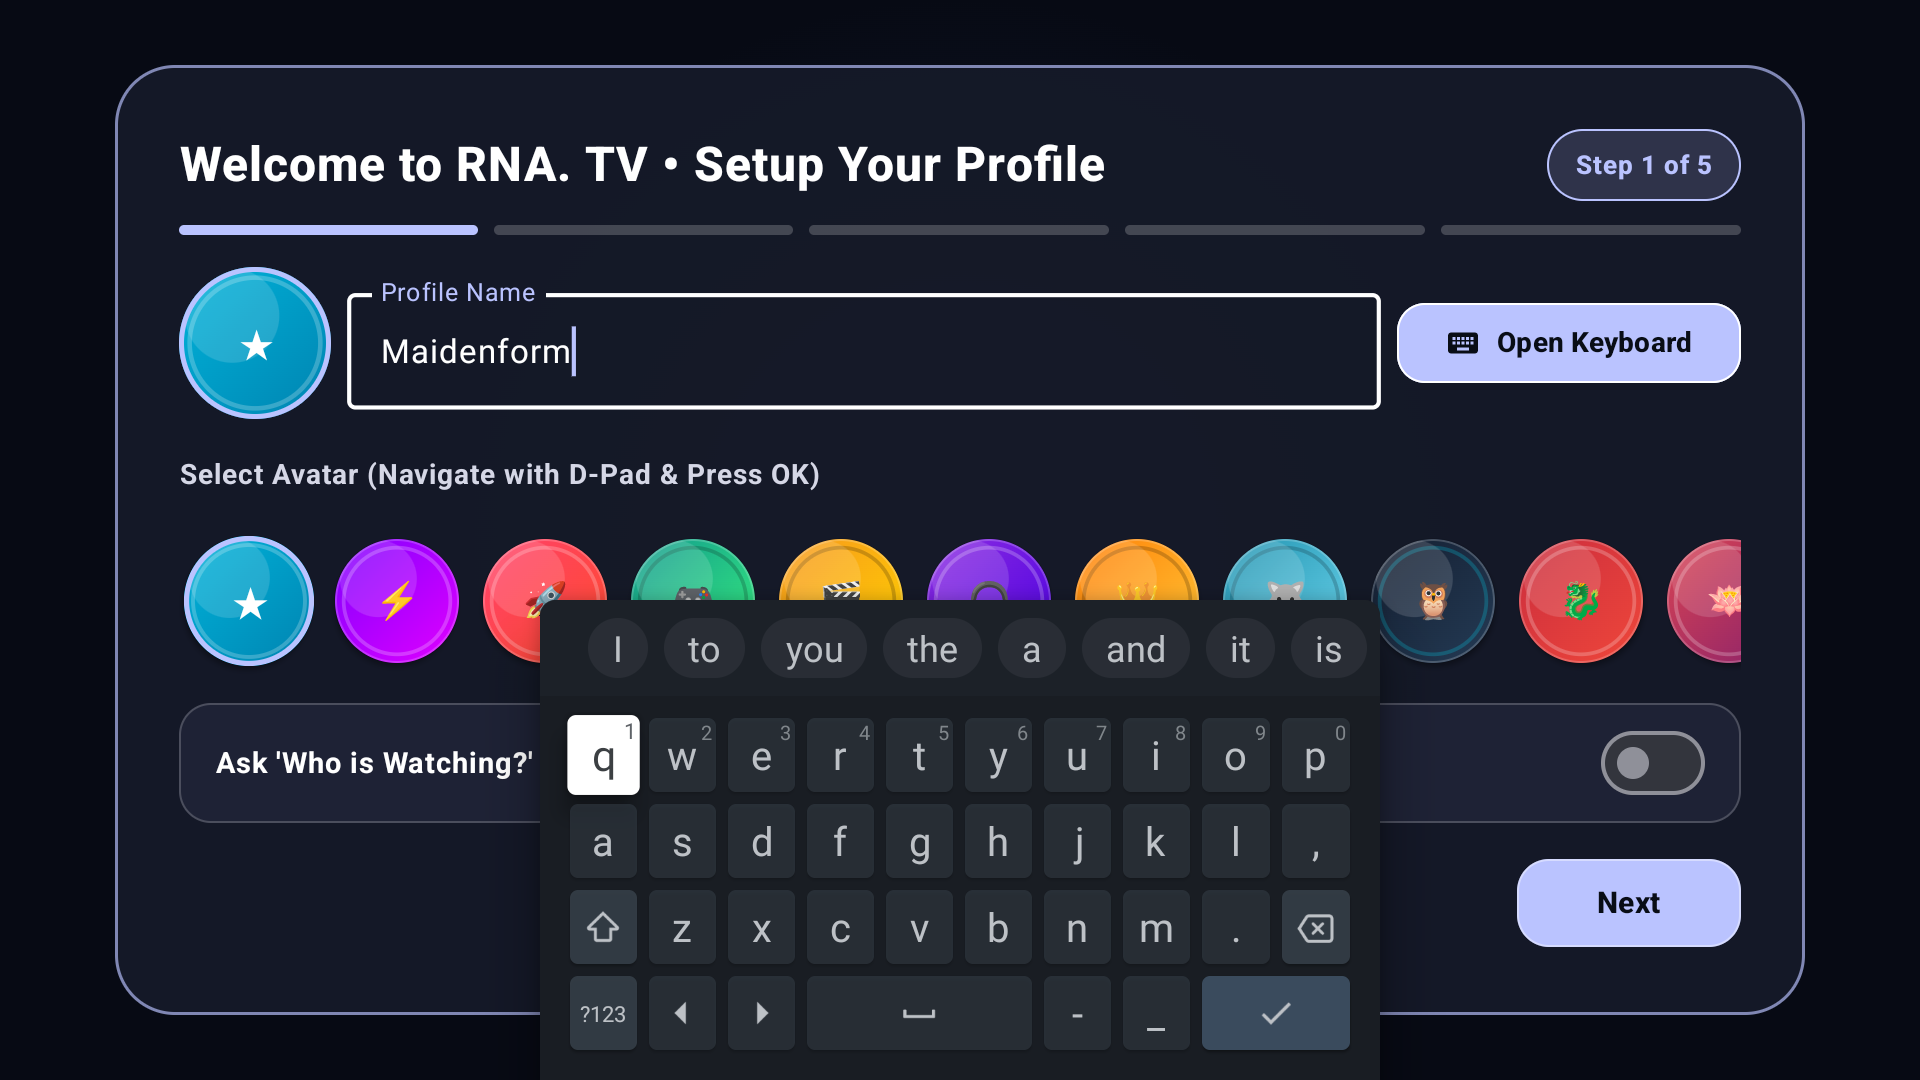 Welcome to RNA. TV • Setup Your Profile
Step 1 of 5
Profile Name
Maidenform
Open Keyboard
Select Avatar (Navigate with D-Pad & Press OK)
I to you the a and it is
Ask 'Who is Watching?'
q 1 w 2 e 3 r 4 t 5 y 6 u 7 i 8 o 9 p 0
a s d f g h j k l ,
z x c v b n m .
?123 - _
Next